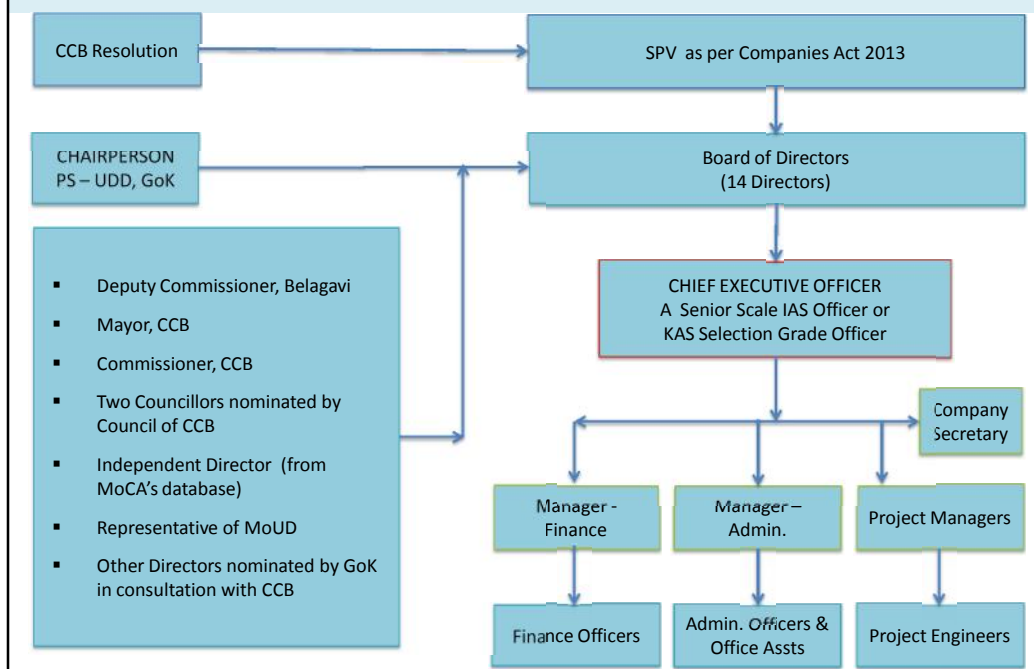 CCB Resolution
SPV as per Companies Act 2013
CHAIRPERSON
PS – UDD, GoK
Board of Directors
(14 Directors)
▪ Deputy Commissioner, Belagavi
▪ Mayor, CCB
▪ Commissioner, CCB
▪ Two Councillors nominated by
Council of CCB
▪ Independent Director (from
MoCA's database)
▪ Representative of MoUD
▪ Other Directors nominated by GoK
in consultation with CCB
CHIEF EXECUTIVE OFFICER
A Senior Scale IAS Officer or
KAS Selection Grade Officer
Company
Secretary
Manager -
Finance
Manager –
Admin.
Project Managers
Finance Officers
Admin. Officers &
Office Assts
Project Engineers